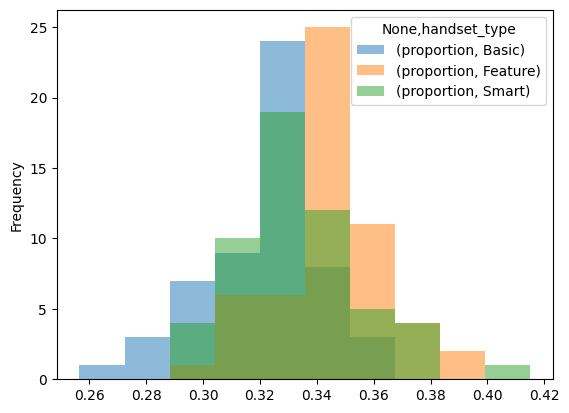 None,handset_type
(proportion, Basic)
(proportion, Feature)
(proportion, Smart)
Frequency
25
20
15
10
5
0
0.26 0.28 0.30 0.32 0.34 0.36 0.38 0.40 0.42